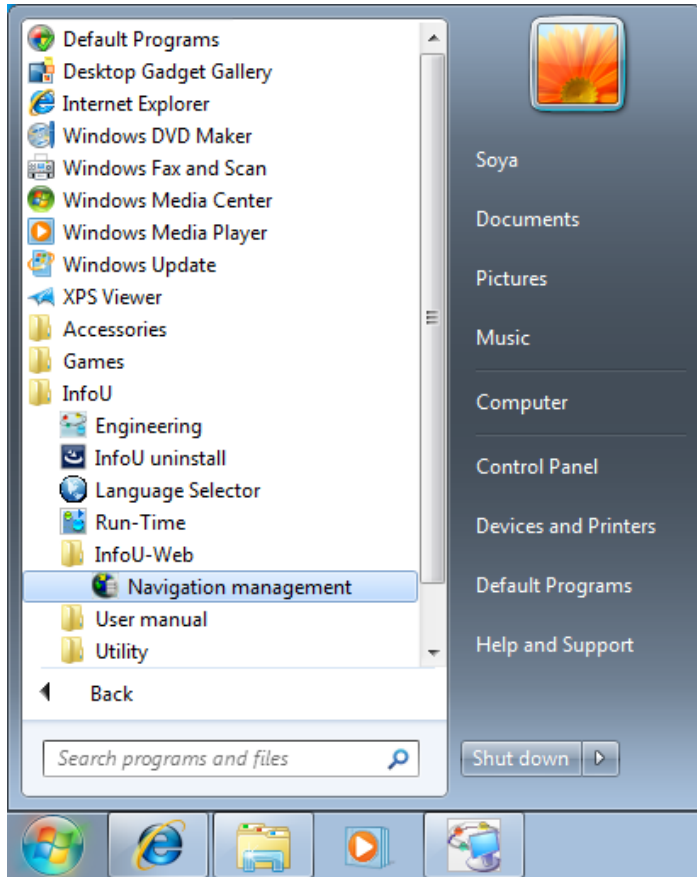 Default Programs
Desktop Gadget Gallery
Internet Explorer
Windows DVD Maker
Windows Fax and Scan
Windows Media Center
Windows Media Player
Windows Update
XPS Viewer
Accessories
Games
InfoU
Engineering
InfoU uninstall
Language Selector
Run-Time
InfoU-Web
Navigation management
User manual
Utility
Back
Search programs and files
Soya
Documents
Pictures
Music
Computer
Control Panel
Devices and Printers
Default Programs
Help and Support
Shut down